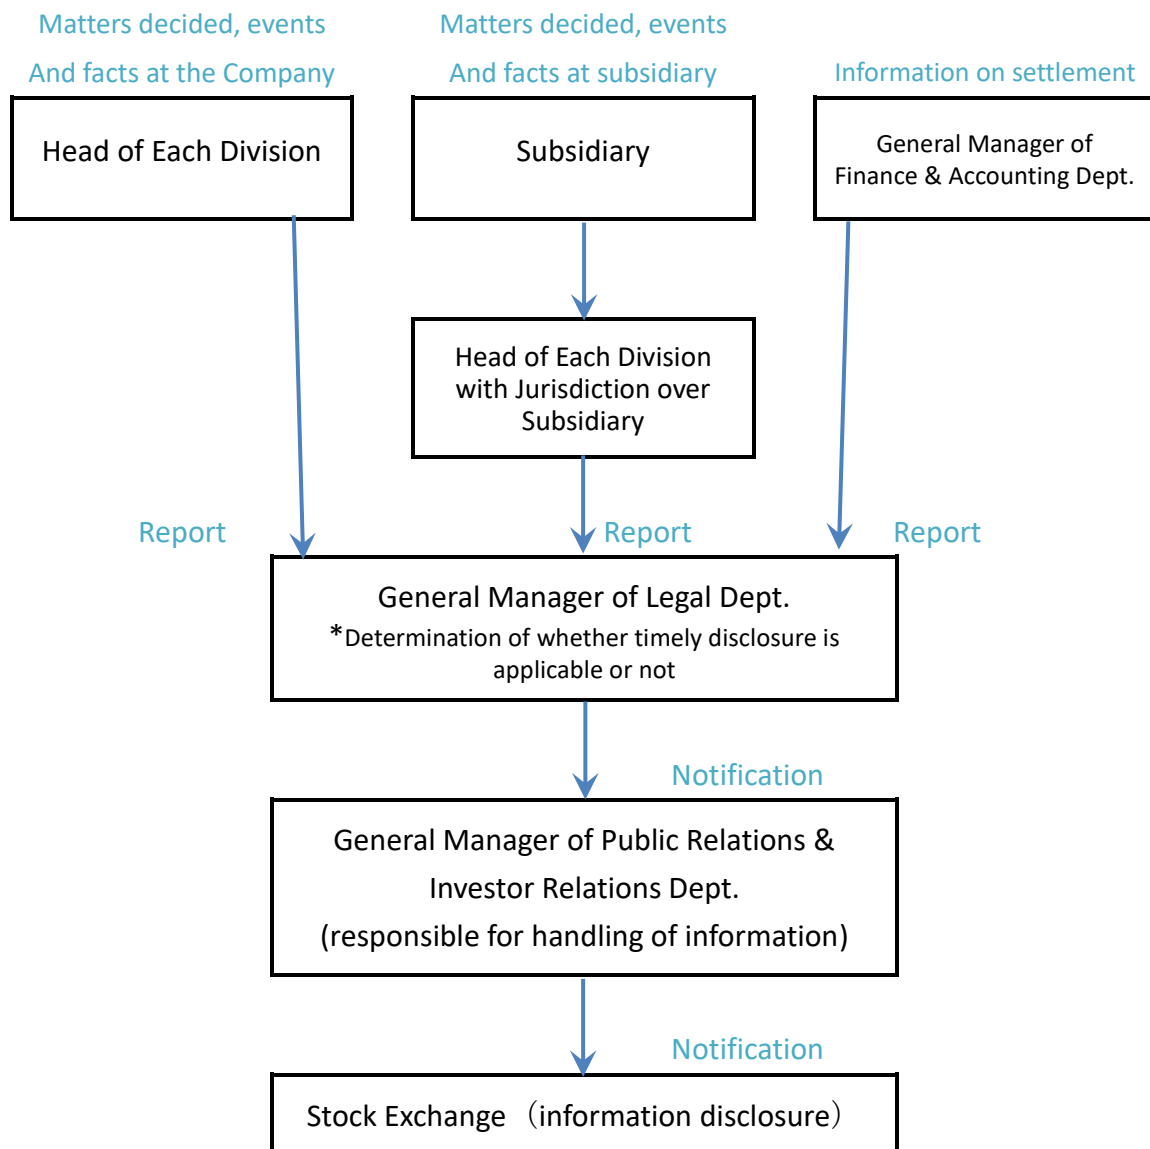 Matters decided, events
And facts at the Company
Matters decided, events
And facts at subsidiary
Information on settlement
Head of Each Division
Subsidiary
General Manager of
Finance & Accounting Dept.
Head of Each Division
with Jurisdiction over
Subsidiary
Report
Report
Report
General Manager of Legal Dept.
*Determination of whether timely disclosure is
applicable or not
Notification
General Manager of Public Relations &
Investor Relations Dept.
(responsible for handling of information)
Notification
Stock Exchange（information disclosure）